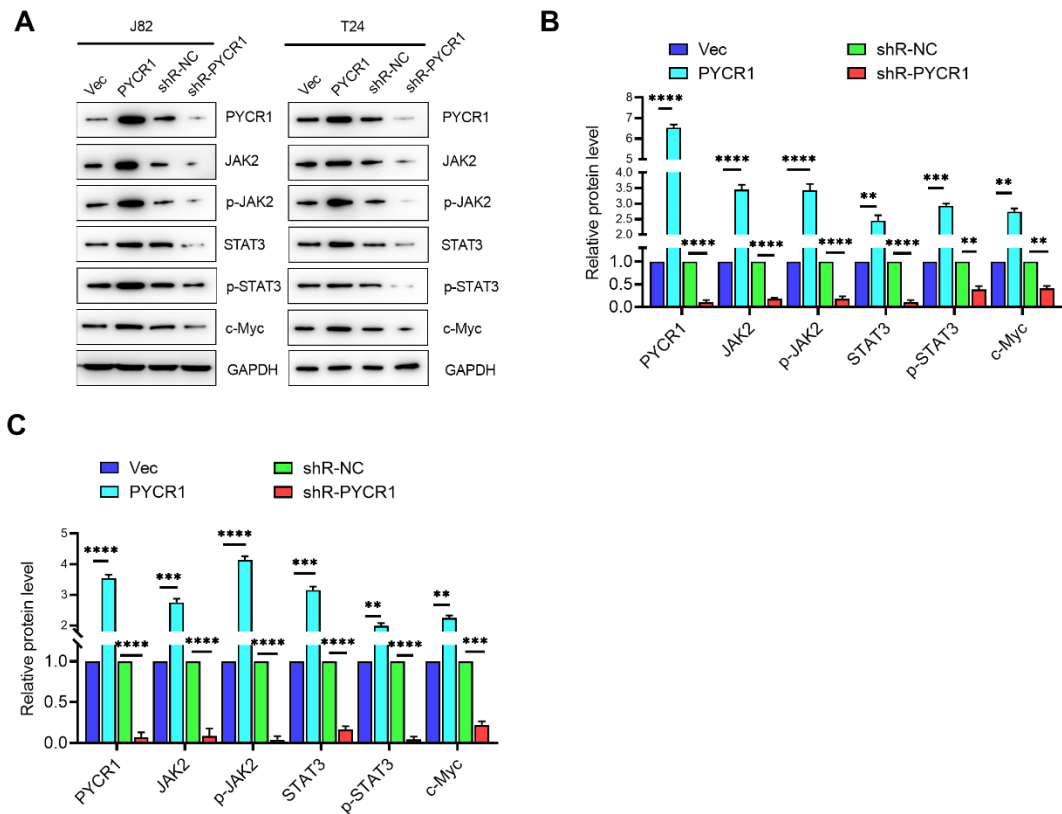 A
J82
T24
Vec PYCR1 shR-NC shR-PYCR1
Vec PYCR1 shR-NC shR-PYCR1
PYCR1 PYCR1
JAK2 JAK2
p-JAK2 p-JAK2
STAT3 STAT3
p-STAT3 p-STAT3
c-Myc c-Myc
GAPDH GAPDH
B
Vec shR-NC
PYCR1 shR-PYCR1
Relative protein level
8
7
6
5
3.5
3.0
2.5
2.0
1.0
0.5
0.0
**** **** **** ** *** **
**** **** **** **** ** **
PYCR1 JAK2 p-JAK2 STAT3 p-STAT3 c-Myc
C
Vec shR-NC
PYCR1 shR-PYCR1
Relative protein level
5
4
3
2
1.0
0.5
0.0
**** *** **** *** ** **
**** **** **** **** **** ***
PYCR1 JAK2 p-JAK2 STAT3 p-STAT3 c-Myc